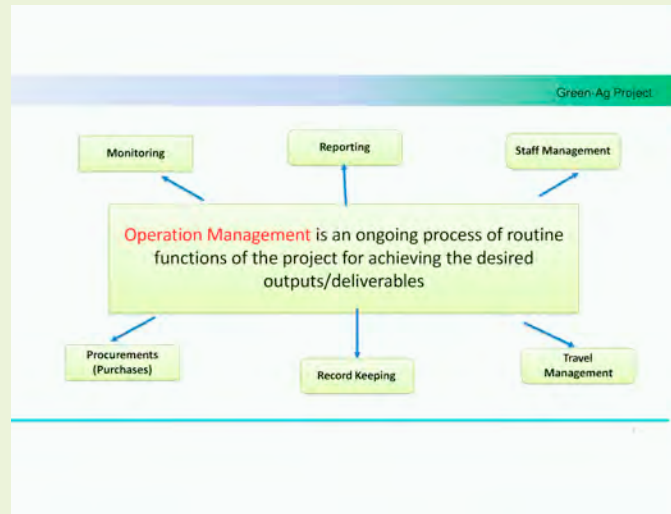 Green-Ag Project
Monitoring
Reporting
Staff Management
Operation Management is an ongoing process of routine
functions of the project for achieving the desired
outputs/deliverables
Procurements
(Purchases)
Record Keeping
Travel
Management